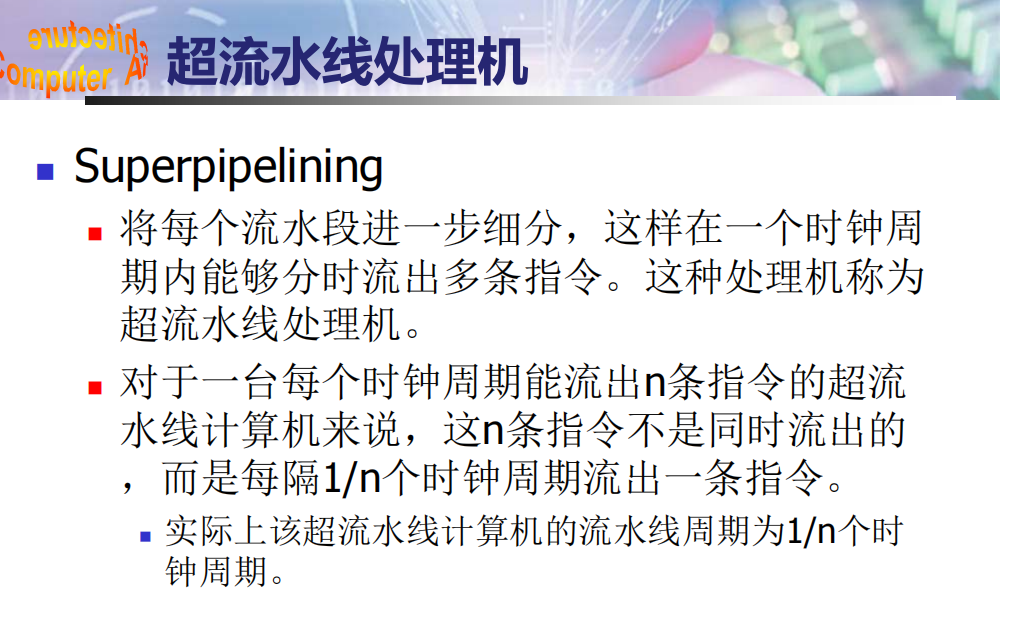 Architecture
Computer
超流水线处理机
Superpipelining
将每个流水段进一步细分，这样在一个时钟周
期内能够分时流出多条指令。这种处理机称为
超流水线处理机。
对于一台每个时钟周期能流出n条指令的超流
水线计算机来说，这n条指令不是同时流出的
，而是每隔1/n个时钟周期流出一条指令。
实际上该超流水线计算机的流水线周期为1/n个时
钟周期。